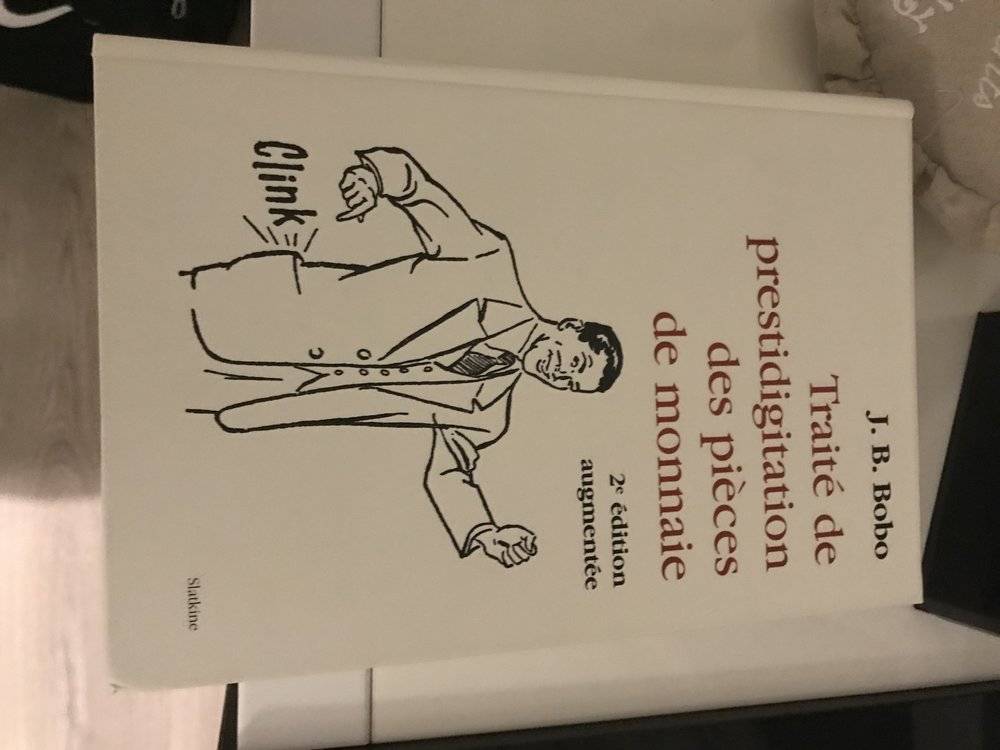 J. B. Bobo
Traité de
prestidigitation
des pièces
de monnaie
2e édition
augmentée
Clink
Slatkine